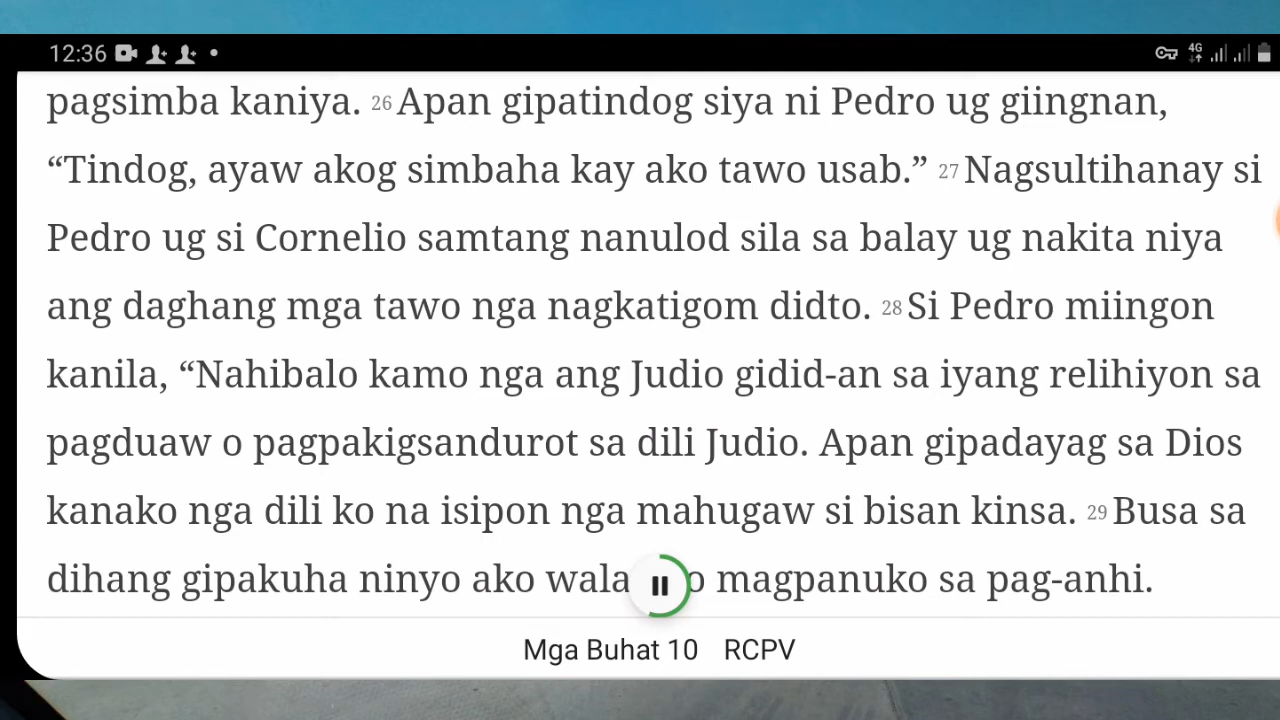 12:36
4G
pagsimba kaniya. 26 Apan gipatindog siya ni Pedro ug giingnan,
“Tindog, ayaw akog simbaha kay ako tawo usab.” 27 Nagsultihanay si
Pedro ug si Cornelio samtang nanulod sila sa balay ug nakita niya
ang daghang mga tawo nga nagkatigom didto. 28 Si Pedro miingon
kanila, “Nahibalo kamo nga ang Judio gidid-an sa iyang relihiyon sa
pagduaw o pagpakigsandurot sa dili Judio. Apan gipadayag sa Dios
kanako nga dili ko na isipon nga mahugaw si bisan kinsa. 29 Busa sa
dihang gipakuha ninyo ako wala magpanuko sa pag-anhi.
Mga Buhat 10 RCPV